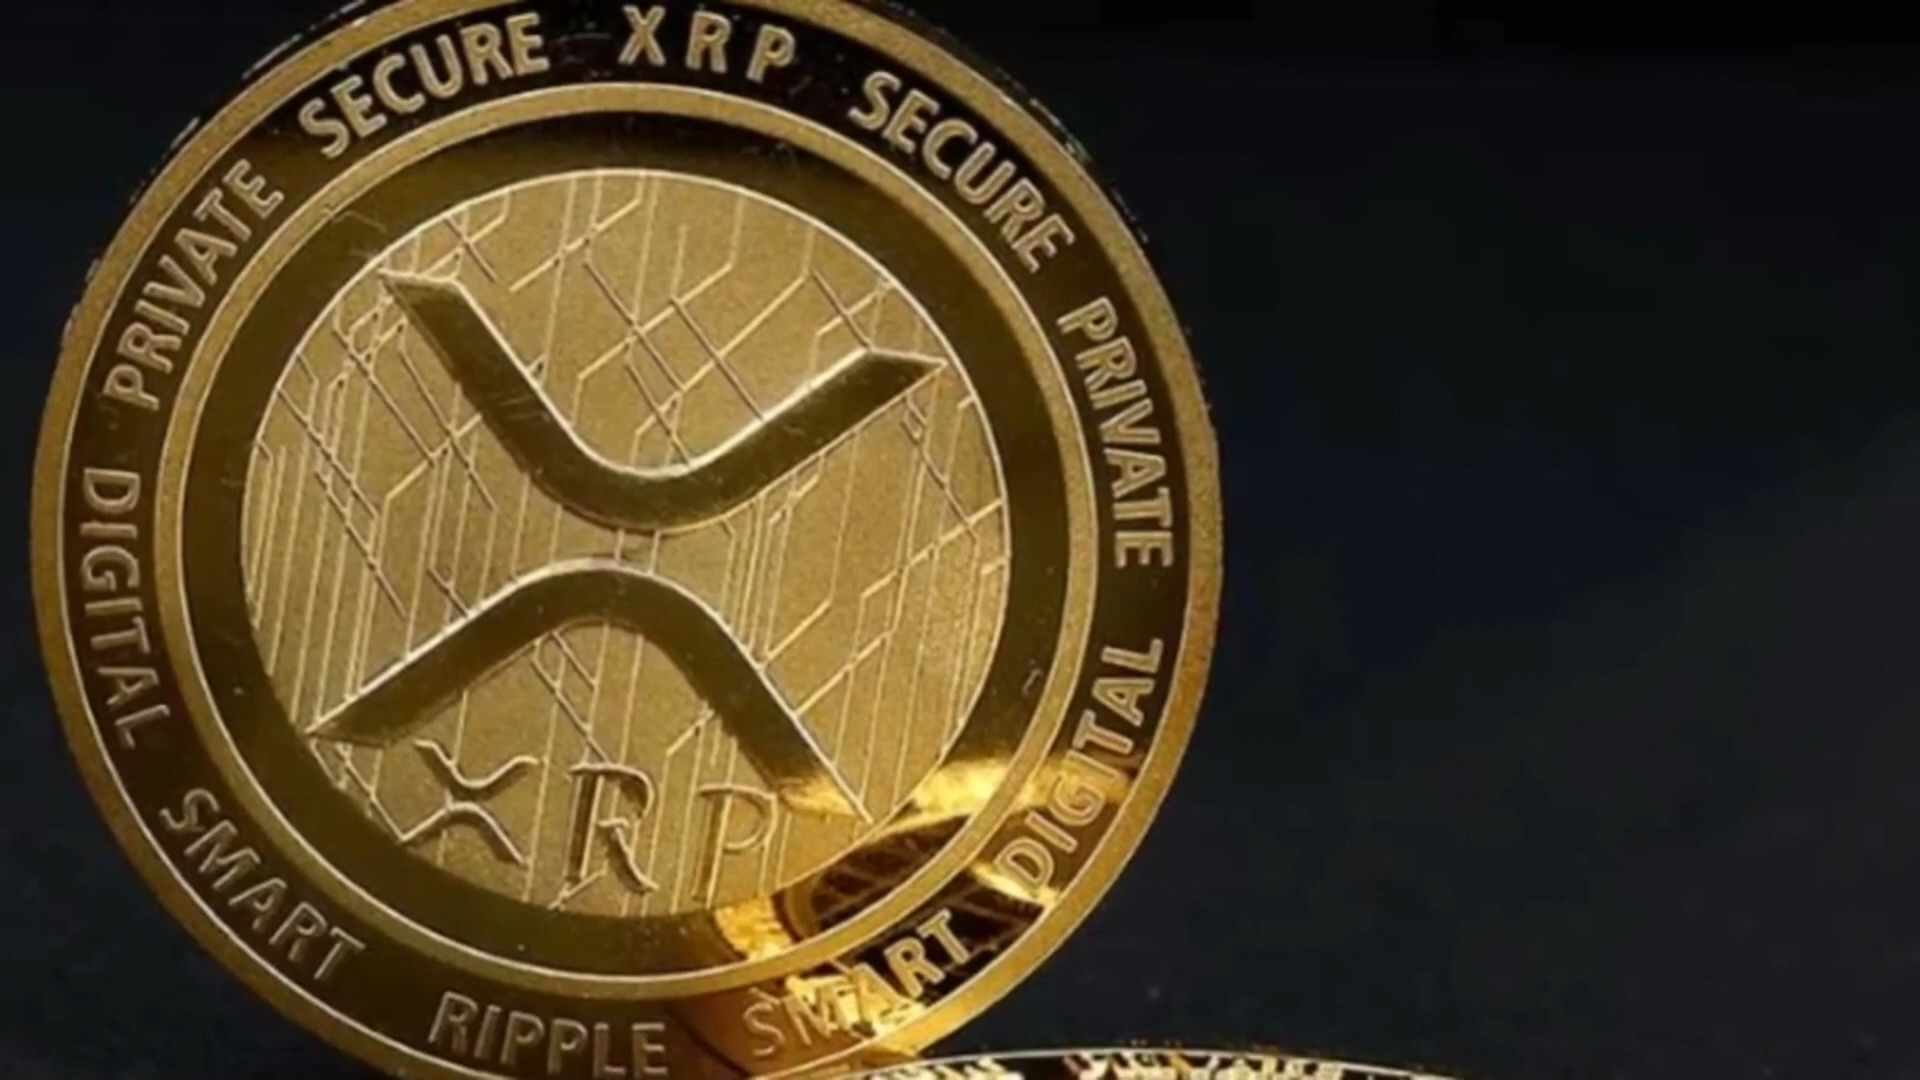 DIGITAL PRIVATE SECURE XRP SECURE PRIVATE DIGITAL
SMART RIPPLE SMART
XRP